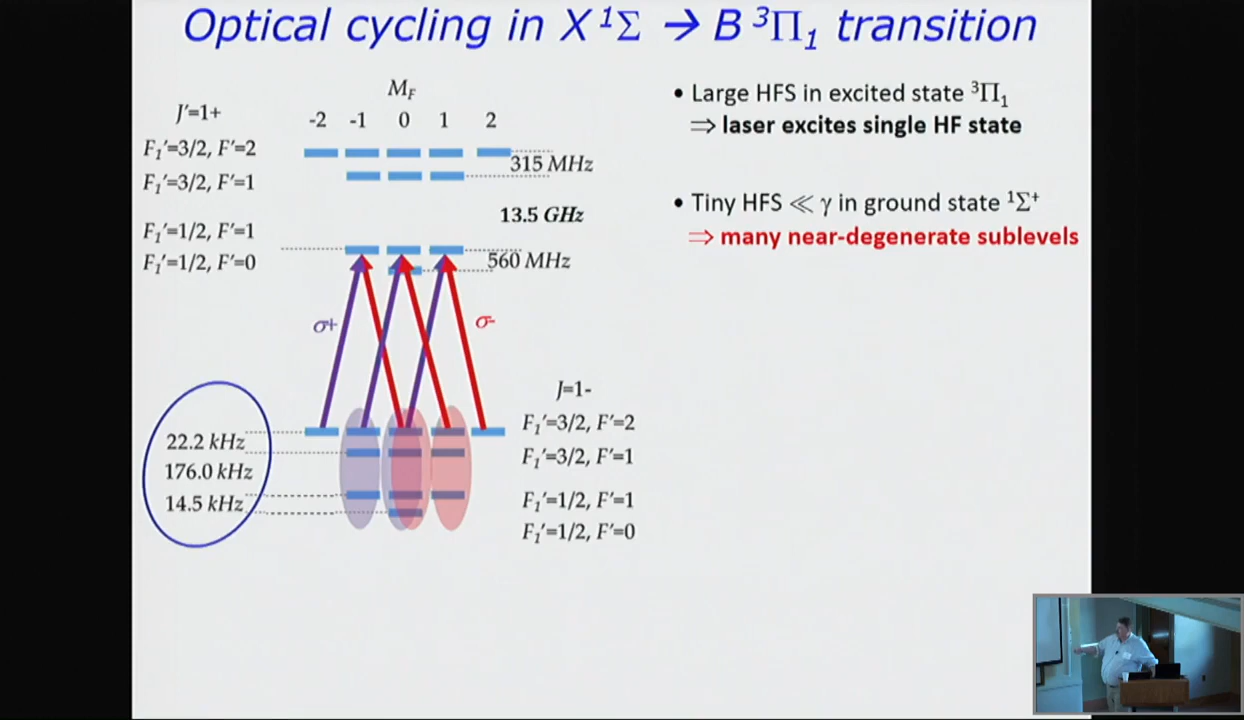 Optical cycling in X ¹Σ → B ³Π₁ transition
M_F
J'=1+
-2 -1 0 1 2
F₁'=3/2, F'=2
315 MHz
F₁'=3/2, F'=1
13.5 GHz
F₁'=1/2, F'=1
F₁'=1/2, F'=0
560 MHz
σ+
σ-
J=1-
F₁'=3/2, F'=2
22.2 kHz
F₁'=3/2, F'=1
176.0 kHz
F₁'=1/2, F'=1
14.5 kHz
F₁'=1/2, F'=0
• Large HFS in excited state ³Π₁
⇒ laser excites single HF state
• Tiny HFS ≪ γ in ground state ¹Σ⁺
⇒ many near-degenerate sublevels